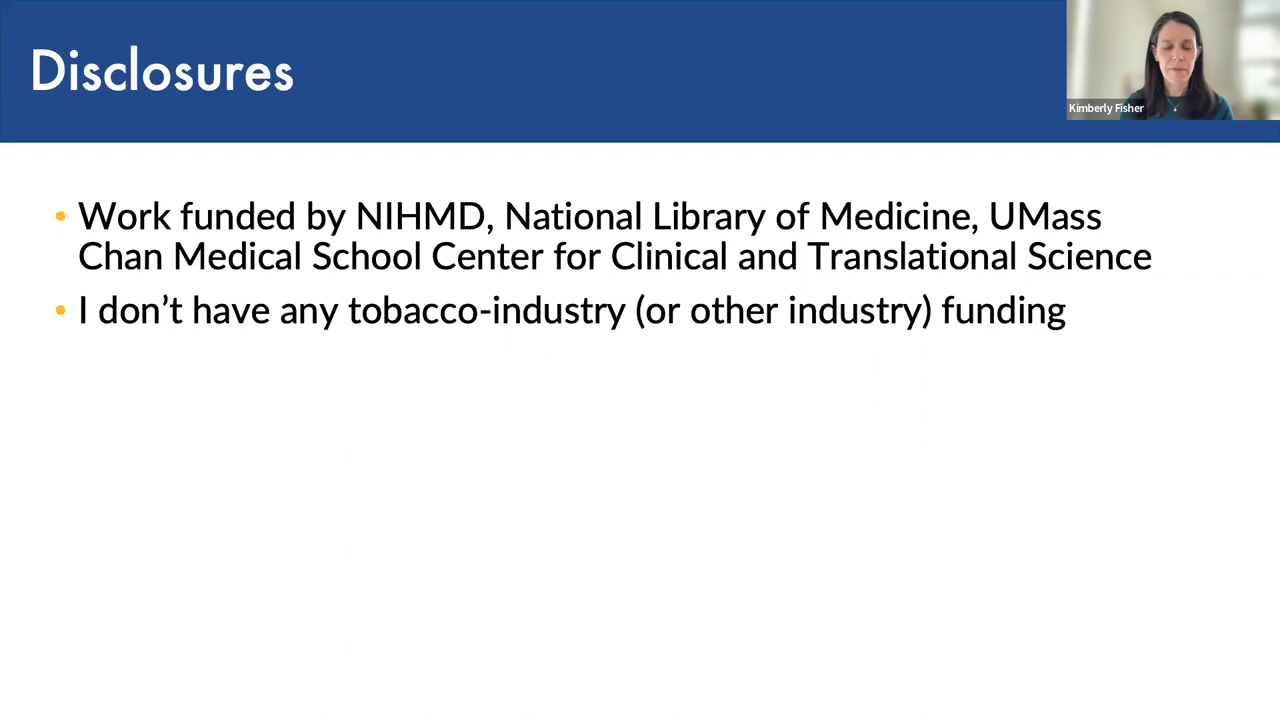 Disclosures
Kimberly Fisher
• Work funded by NIHMD, National Library of Medicine, UMass
Chan Medical School Center for Clinical and Translational Science
• I don’t have any tobacco-industry (or other industry) funding